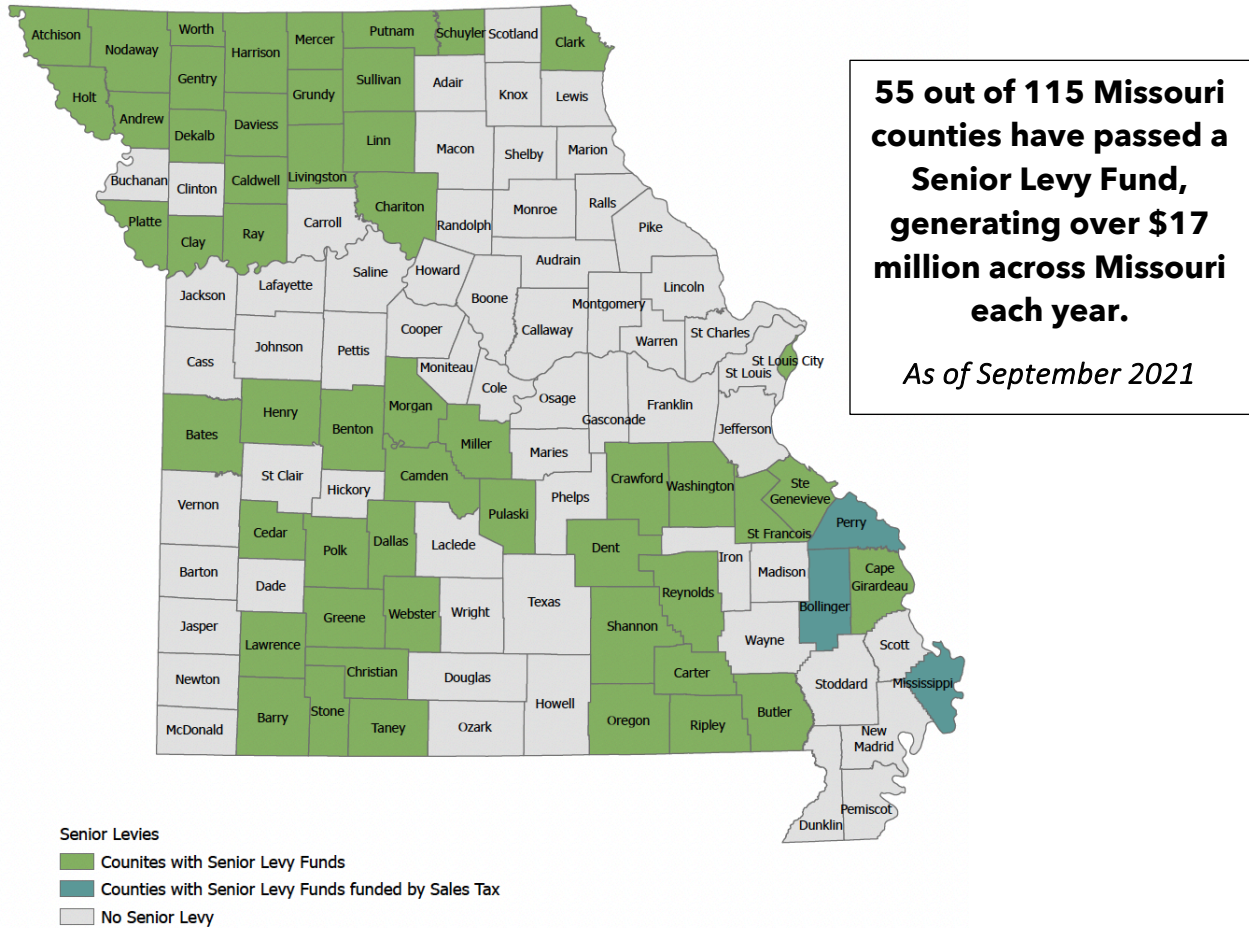 Atchison
Nodaway
Worth
Harrison
Mercer
Putnam
Schuyler
Scotland
Clark
Gentry
Sullivan
Adair
Knox
Lewis
Holt
Andrew
Dekalb
Daviess
Grundy
Linn
Macon
Shelby
Marion
Buchanan
Clinton
Caldwell
Livingston
Chariton
Randolph
Monroe
Ralls
Pike
Platte
Clay
Ray
Carroll
Saline
Howard
Audrain
Jackson
Lafayette
Boone
Callaway
Montgomery
Lincoln
Cooper
Warren
St Charles
Cass
Johnson
Pettis
Moniteau
Cole
St Louis City
St Louis
Osage
Gasconade
Franklin
Jefferson
Bates
Henry
Benton
Morgan
Miller
Maries
St Clair
Hickory
Camden
Crawford
Washington
Ste
Genevieve
Vernon
Phelps
Pulaski
St Francois
Perry
Cedar
Polk
Dallas
Laclede
Dent
Iron
Madison
Cape
Girardeau
Barton
Dade
Reynolds
Bollinger
Jasper
Greene
Webster
Wright
Texas
Shannon
Wayne
Scott
Lawrence
Christian
Douglas
Carter
Stoddard
Mississippi
Newton
Howell
McDonald
Barry
Stone
Taney
Ozark
Oregon
Ripley
Butler
New
Madrid
Dunklin
Pemiscot
55 out of 115 Missouri
counties have passed a
Senior Levy Fund,
generating over $17
million across Missouri
each year.
As of September 2021
Senior Levies
Counites with Senior Levy Funds
Counties with Senior Levy Funds funded by Sales Tax
No Senior Levy